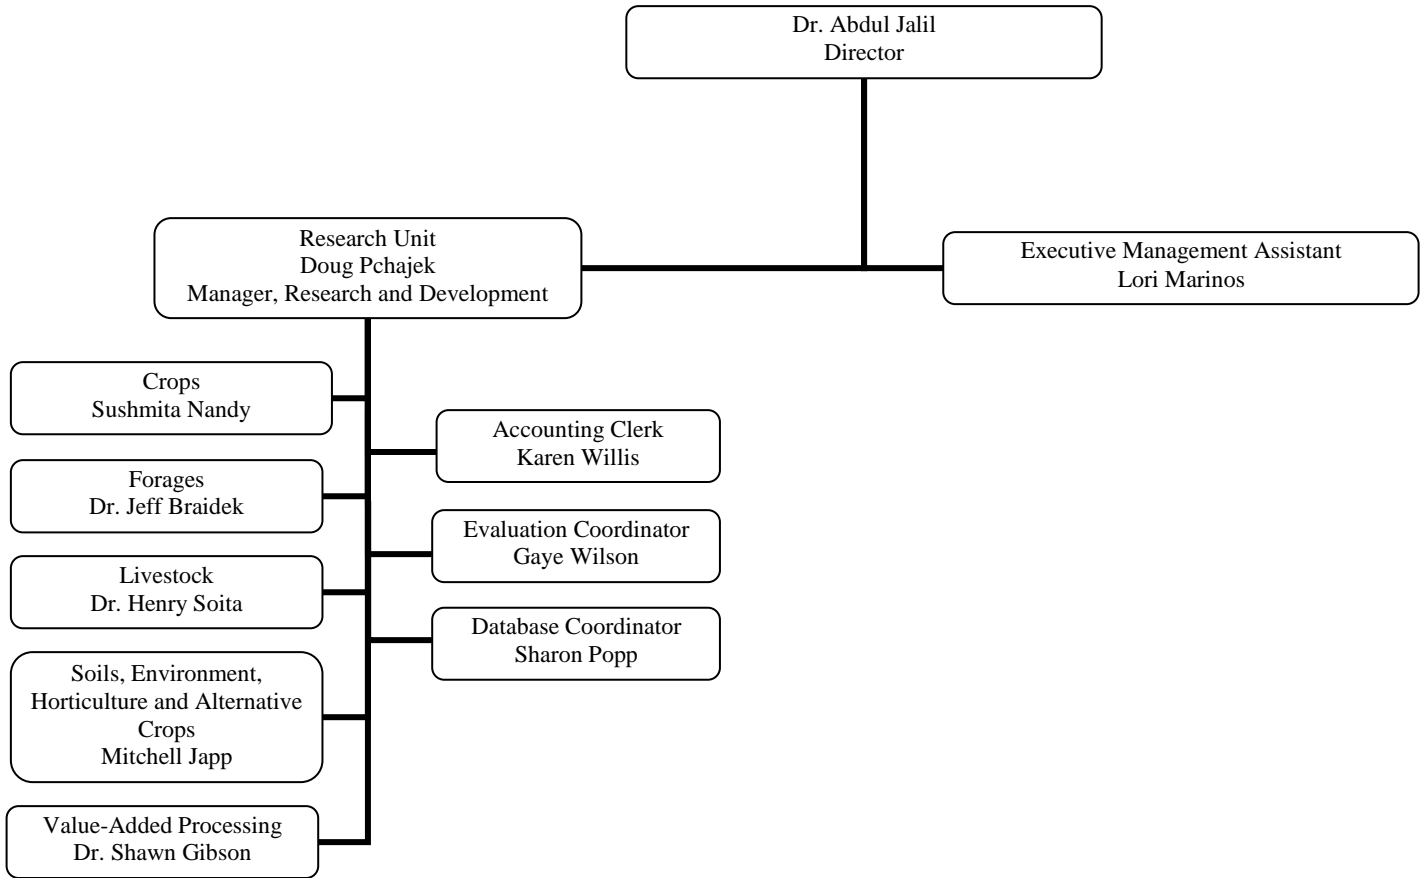 Dr. Abdul Jalil
Director
Research Unit
Doug Pchajek
Manager, Research and Development
Executive Management Assistant
Lori Marinos
Crops
Sushmita Nandy
Accounting Clerk
Karen Willis
Forages
Dr. Jeff Braidek
Evaluation Coordinator
Gaye Wilson
Livestock
Dr. Henry Soita
Database Coordinator
Sharon Popp
Soils, Environment,
Horticulture and Alternative
Crops
Mitchell Japp
Value-Added Processing
Dr. Shawn Gibson